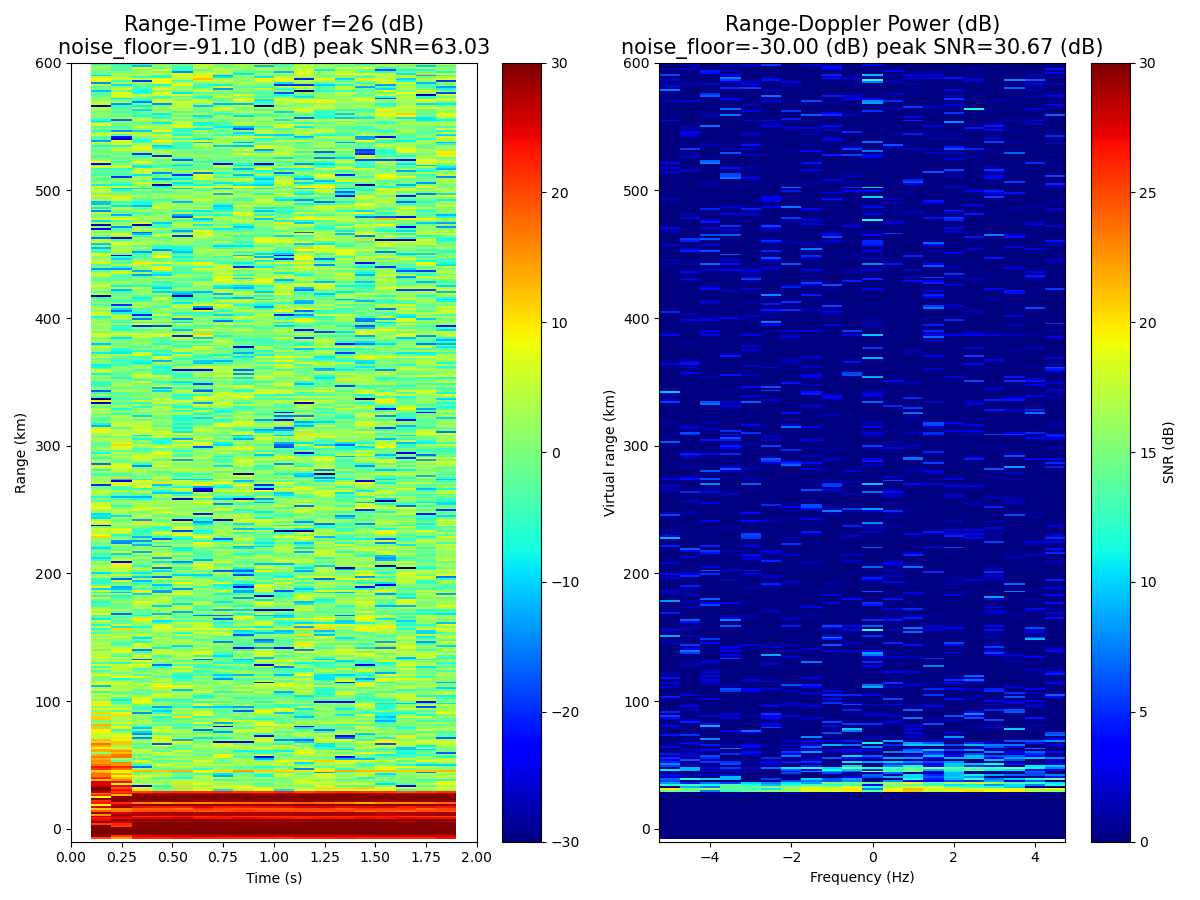 Range-Time Power f=26 (dB)
noise_floor=-91.10 (dB) peak SNR=63.03
600
500
400
300
200
100
0
Range (km)
0.00 0.25 0.50 0.75 1.00 1.25 1.50 1.75 2.00
Time (s)
30
20
10
0
−10
−20
−30
Range-Doppler Power (dB)
noise_floor=-30.00 (dB) peak SNR=30.67 (dB)
600
500
400
300
200
100
0
Virtual range (km)
−4 −2 0 2 4
Frequency (Hz)
30
25
20
15
10
5
0
SNR (dB)